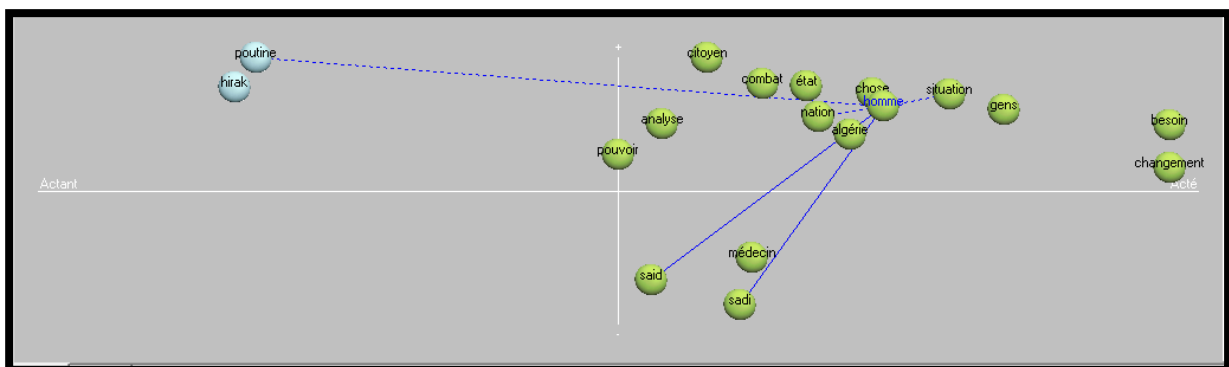 poutine
citoyen
hirak
combat
état
chose
situation
homme
gens
nation
analyse
algérie
besoin
pouvoir
changement
Actant
Acté
médecin
said
sadi